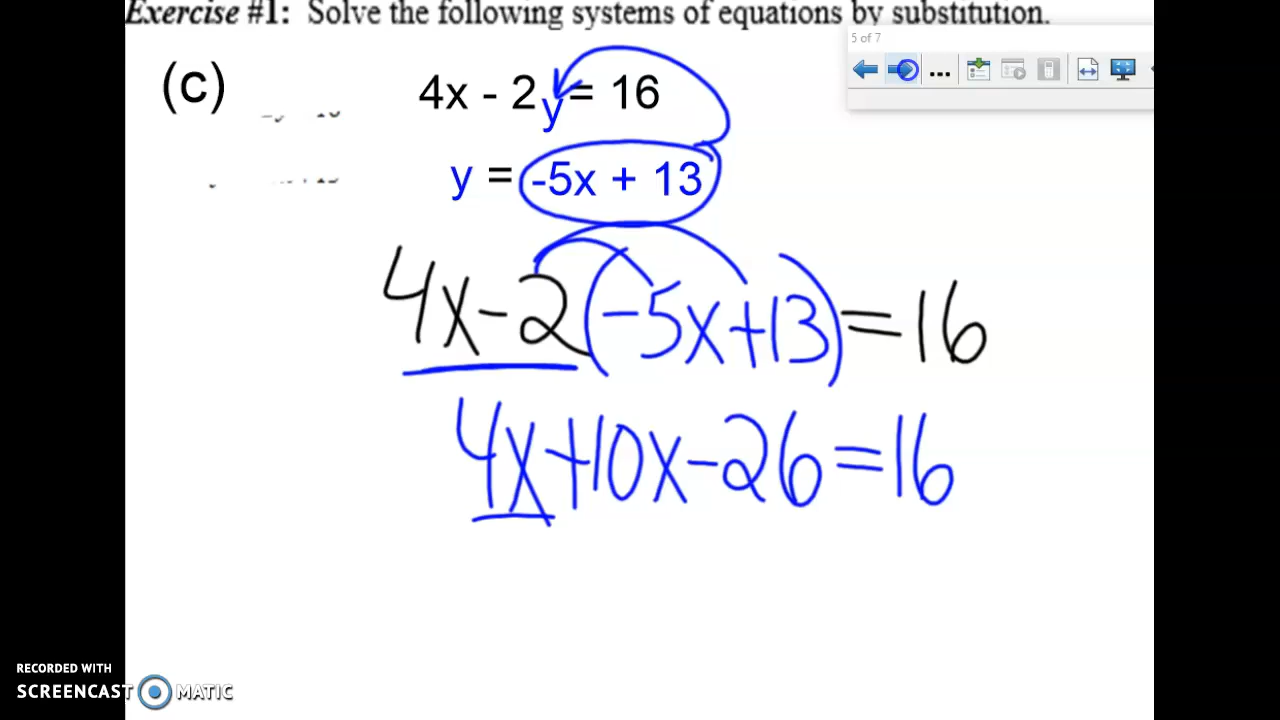 Exercise #1: Solve the following systems of equations by substitution.
5 of 7
(c)
4x - 2y = 16
y = -5x + 13
4x-2(-5x+13)=16
4x+10x-26=16
RECORDED WITH
SCREENCAST MATIC